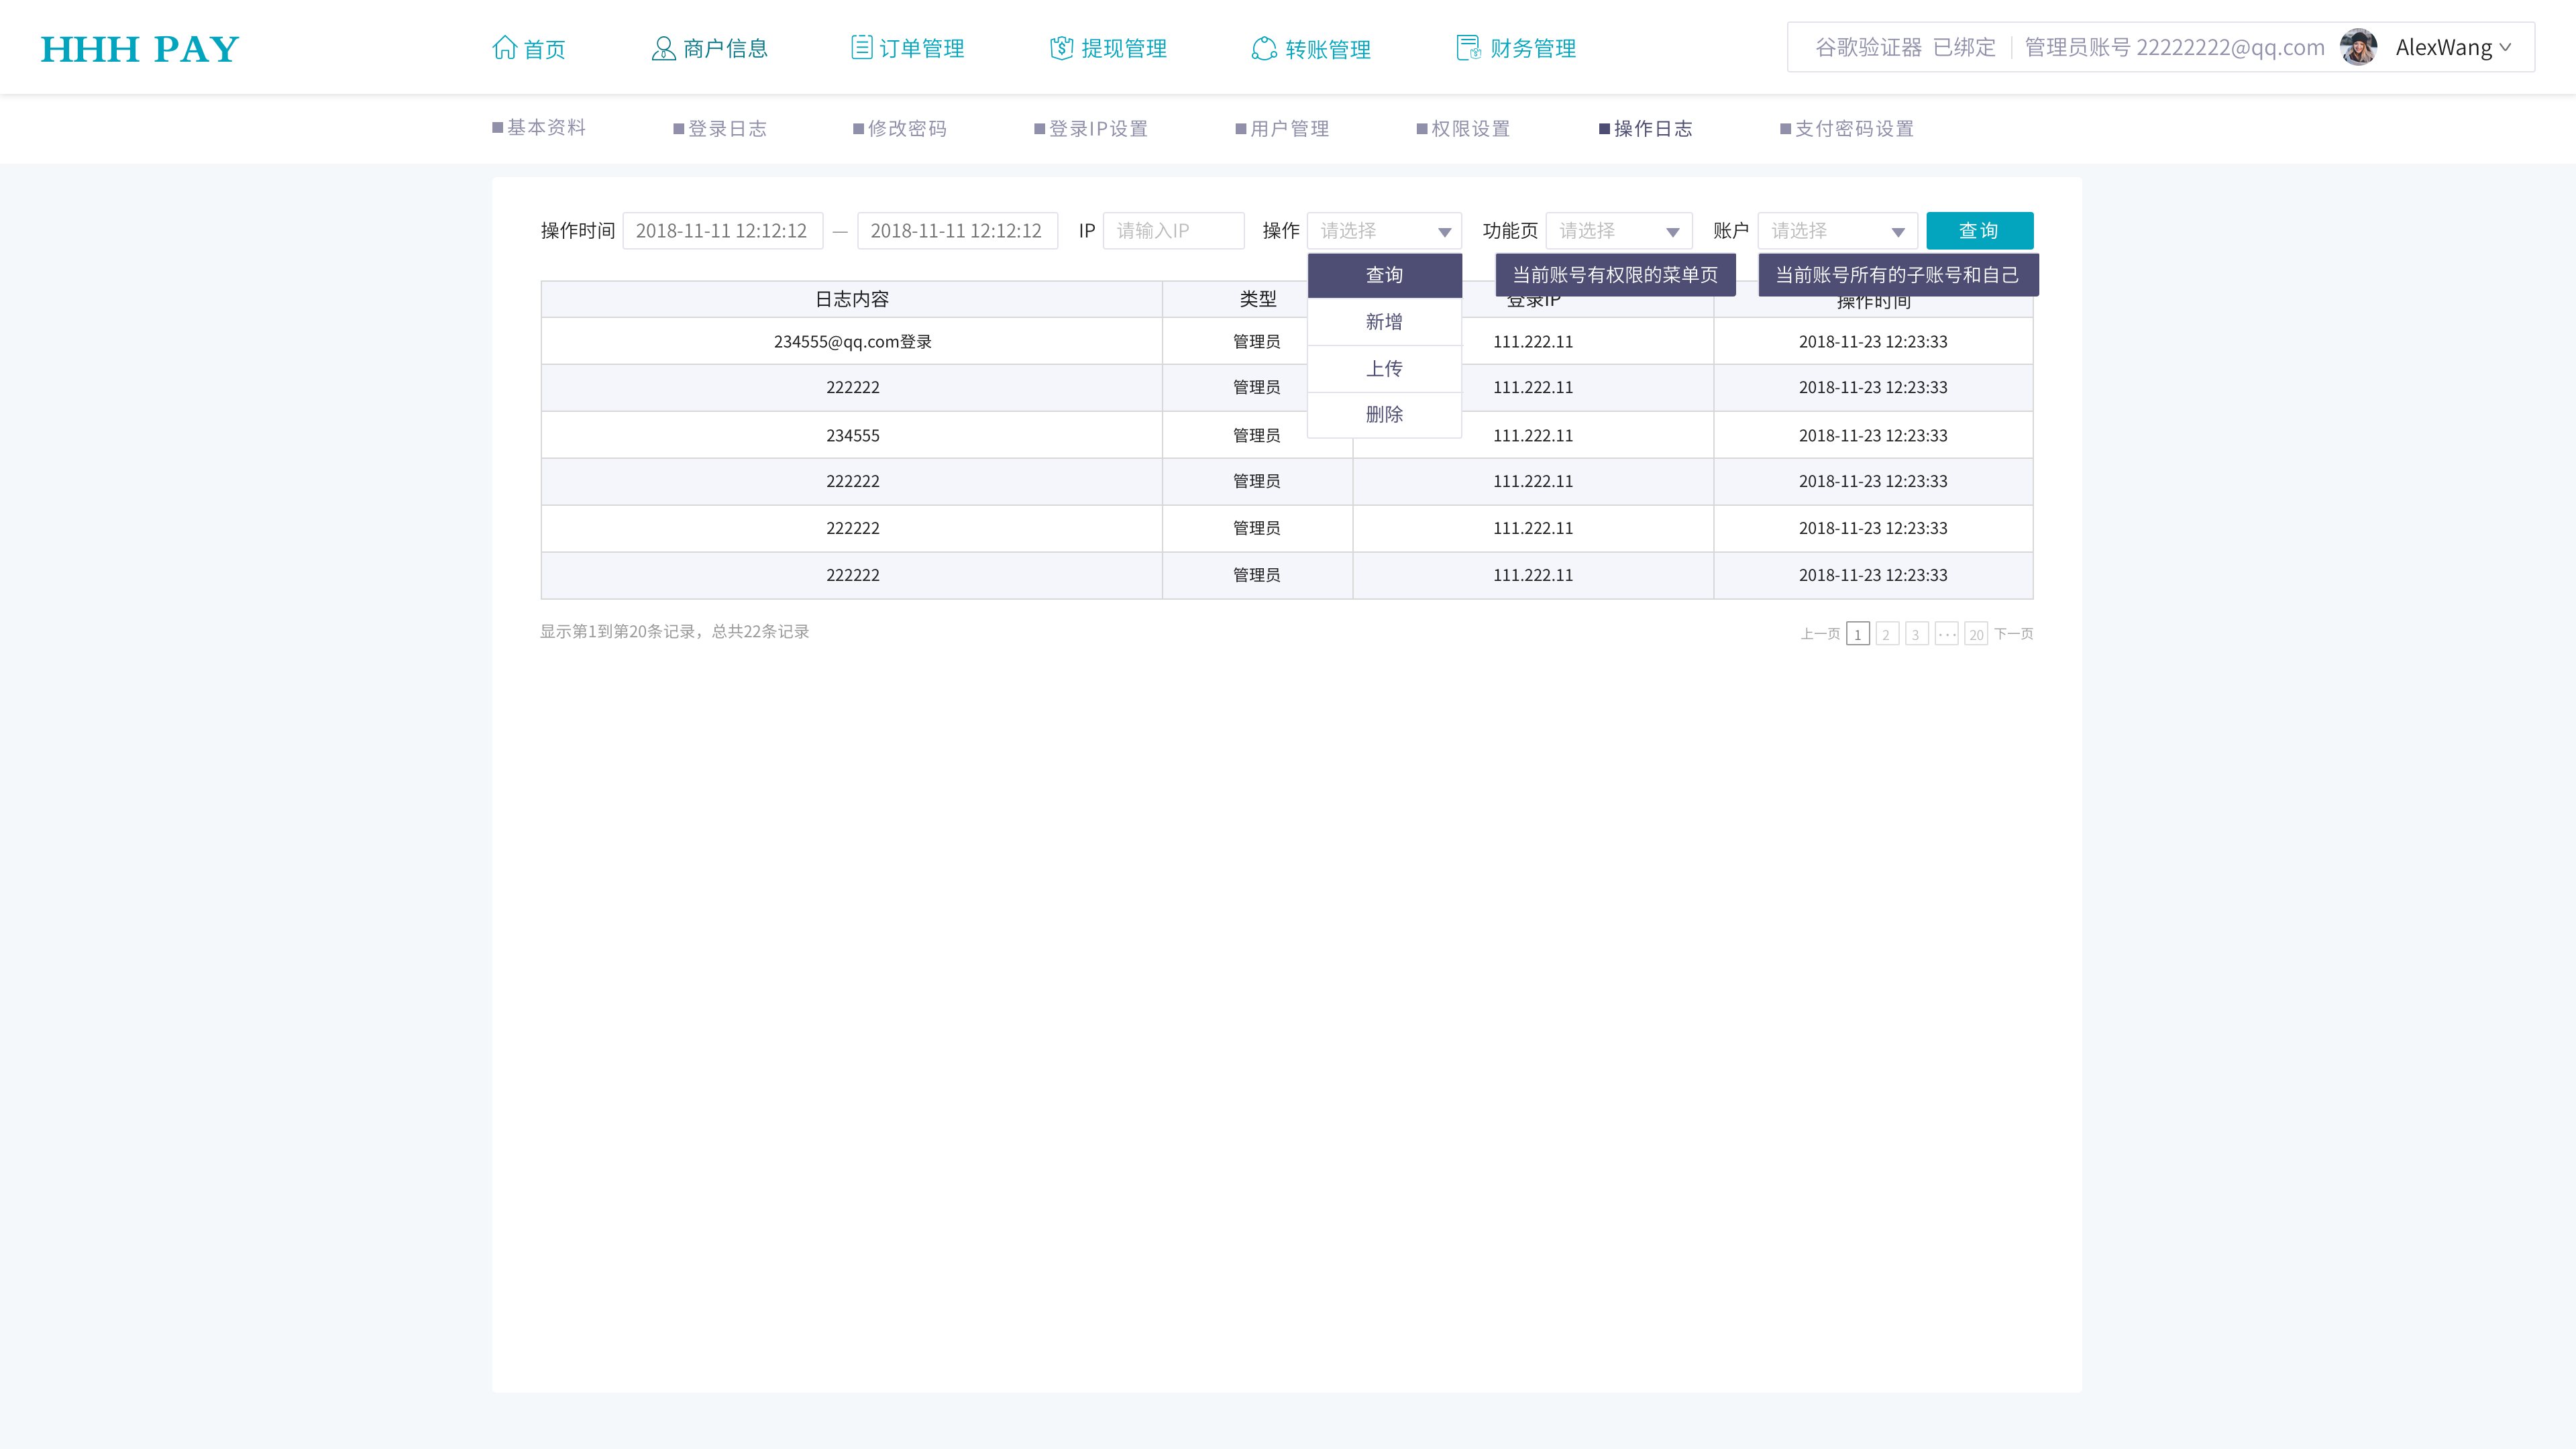 HHH PAY
首页
商户信息
订单管理
提现管理
转账管理
财务管理
谷歌验证器 已绑定
管理员账号 22222222@qq.com
AlexWang
基本资料
登录日志
修改密码
登录IP设置
用户管理
权限设置
操作日志
支付密码设置
操作时间 2018-11-11 12:12:12 — 2018-11-11 12:12:12
IP 请输入IP
操作 请选择
功能页 请选择
账户 请选择
查询
查询
新增
上传
删除
当前账号有权限的菜单页
当前账号所有的子账号和自己
日志内容 类型 登录IP 操作时间
234555@qq.com登录 管理员 111.222.11 2018-11-23 12:23:33
222222 管理员 111.222.11 2018-11-23 12:23:33
234555 管理员 111.222.11 2018-11-23 12:23:33
222222 管理员 111.222.11 2018-11-23 12:23:33
222222 管理员 111.222.11 2018-11-23 12:23:33
222222 管理员 111.222.11 2018-11-23 12:23:33
显示第1到第20条记录，总共22条记录
上一页 1 2 3 ··· 20 下一页